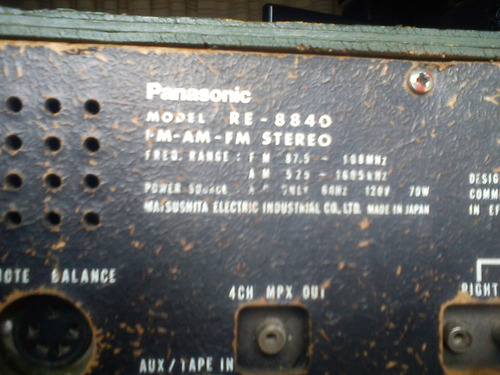 Panasonic
MODEL RE-8840
FM-AM-FM STEREO
FREQ. RANGE: FM 87.5 - 108MHz
AM 525 - 1605kHz
POWER SOURCE: ONLY 60Hz 120V 70W
MATSUSHITA ELECTRIC INDUSTRIAL CO., LTD. MADE IN JAPAN
DESIG
COMM
IN
OTE BALANCE
4CH MPX OUT
RIGHT
AUX/TAPE IN